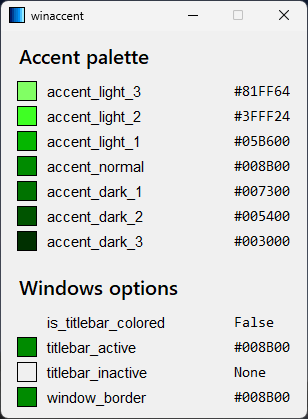 winaccent
Accent palette
accent_light_3 #81FF64
accent_light_2 #3FFF24
accent_light_1 #05B600
accent_normal #008B00
accent_dark_1 #007300
accent_dark_2 #005400
accent_dark_3 #003000
Windows options
is_titlebar_colored False
titlebar_active #008B00
titlebar_inactive None
window_border #008B00